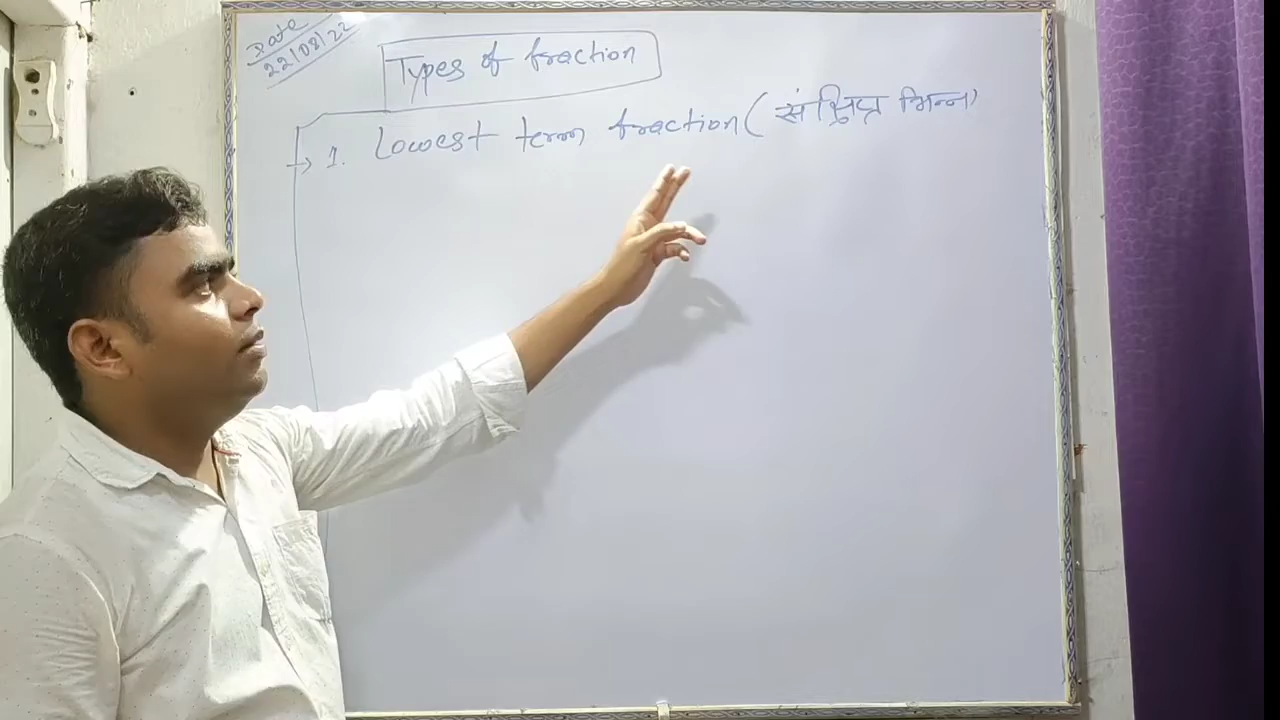 Date
22/08/22
Types of fraction
→ 1. Lowest term fraction (संक्षिप्त भिन्न)